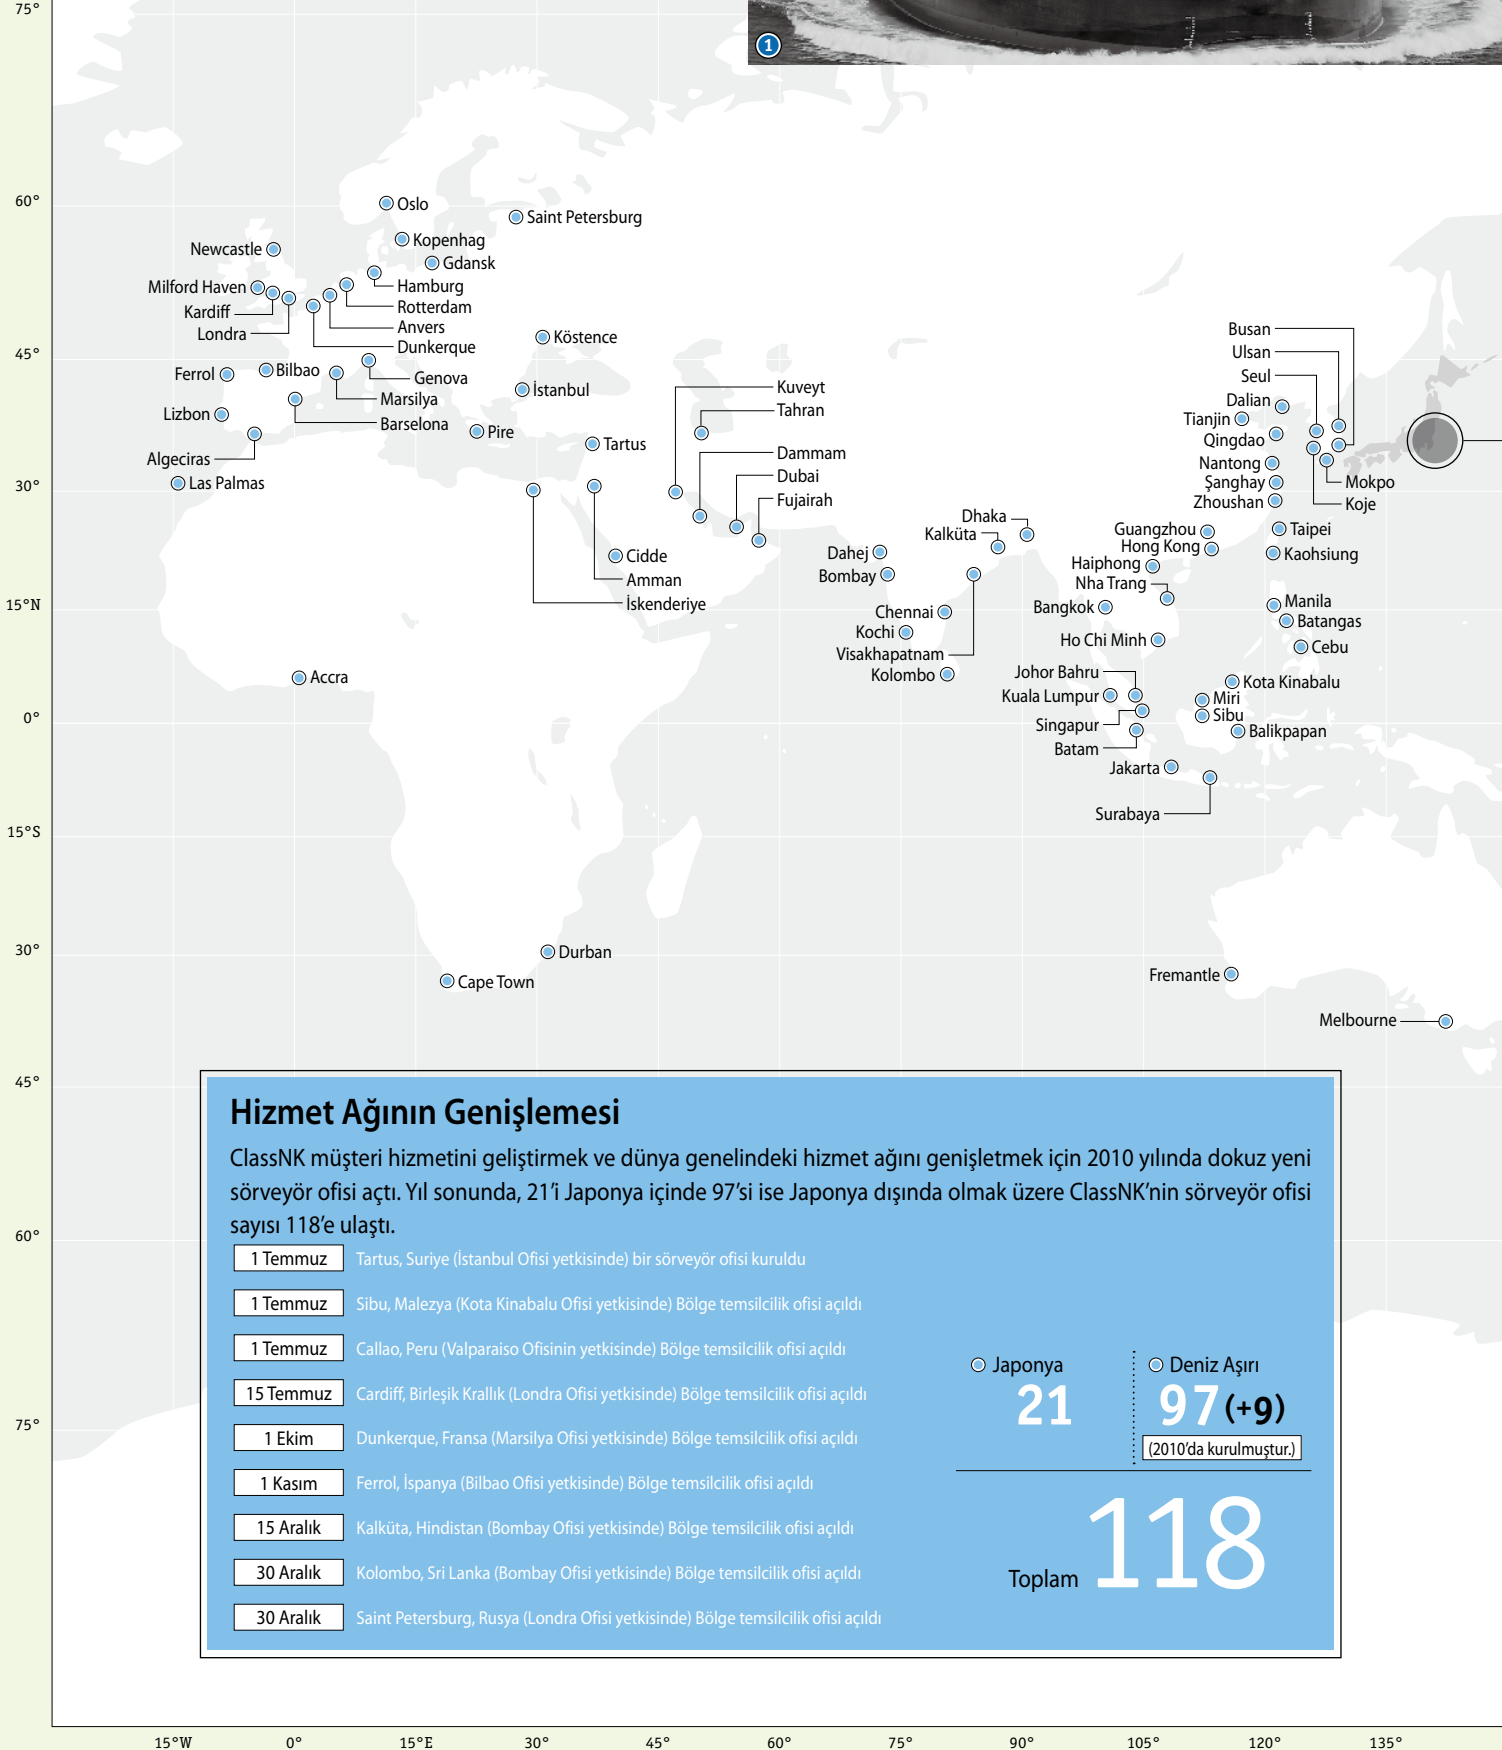 75°
1
60°
Oslo
Saint Petersburg
Newcastle
Kopenhag
Gdansk
Milford Haven
Hamburg
Kardiff
Rotterdam
Londra
Anvers
Dunkerque
Köstence
45°
Ferrol
Bilbao
Genova
Marsilya
İstanbul
Lizbon
Barselona
Pire
Algeciras
Las Palmas
Tartus
Kuveyt
Tahran
Dammam
Dubai
Fujairah
30°
Cidde
Amman
İskenderiye
Busan
Ulsan
Seul
Dalian
Tianjin
Qingdao
Nantong
Şanghay
Zhoushan
Mokpo
Koje
Dhaka
Kalküta
Dahej
Bombay
Guangzhou
Hong Kong
Taipei
Kaohsiung
Haiphong
Nha Trang
15°N
Chennai
Kochi
Visakhapatnam
Kolombo
Bangkok
Ho Chi Minh
Manila
Batangas
Cebu
Accra
Johor Bahru
Kuala Lumpur
Singapur
Batam
Kota Kinabalu
Miri
Sibu
Balikpapan
0°
Jakarta
Surabaya
15°S
30°
Durban
Cape Town
Fremantle
Melbourne
45°
Hizmet Ağının Genişlemesi
ClassNK müşteri hizmetini geliştirmek ve dünya genelindeki hizmet ağını genişletmek için 2010 yılında dokuz yeni
sörveyör ofisi açtı. Yıl sonunda, 21’i Japonya içinde 97’si ise Japonya dışında olmak üzere ClassNK’nin sörveyör ofisi
sayısı 118’e ulaştı.
60°
1 Temmuz Tartus, Suriye (İstanbul Ofisi yetkisinde) bir sörveyör ofisi kuruldu
1 Temmuz Sibu, Malezya (Kota Kinabalu Ofisi yetkisinde) Bölge temsilcilik ofisi açıldı
1 Temmuz Callao, Peru (Valparaiso Ofisinin yetkisinde) Bölge temsilcilik ofisi açıldı
15 Temmuz Cardiff, Birleşik Krallık (Londra Ofisi yetkisinde) Bölge temsilcilik ofisi açıldı
1 Ekim Dunkerque, Fransa (Marsilya Ofisi yetkisinde) Bölge temsilcilik ofisi açıldı
1 Kasım Ferrol, İspanya (Bilbao Ofisi yetkisinde) Bölge temsilcilik ofisi açıldı
15 Aralık Kalküta, Hindistan (Bombay Ofisi yetkisinde) Bölge temsilcilik ofisi açıldı
30 Aralık Kolombo, Sri Lanka (Bombay Ofisi yetkisinde) Bölge temsilcilik ofisi açıldı
30 Aralık Saint Petersburg, Rusya (Londra Ofisi yetkisinde) Bölge temsilcilik ofisi açıldı
Japonya
21
Deniz Aşırı
97 (+9)
(2010’da kurulmuştur.)
Toplam 118
75°
15°W 0° 15°E 30° 45° 60° 75° 90° 105° 120° 135°